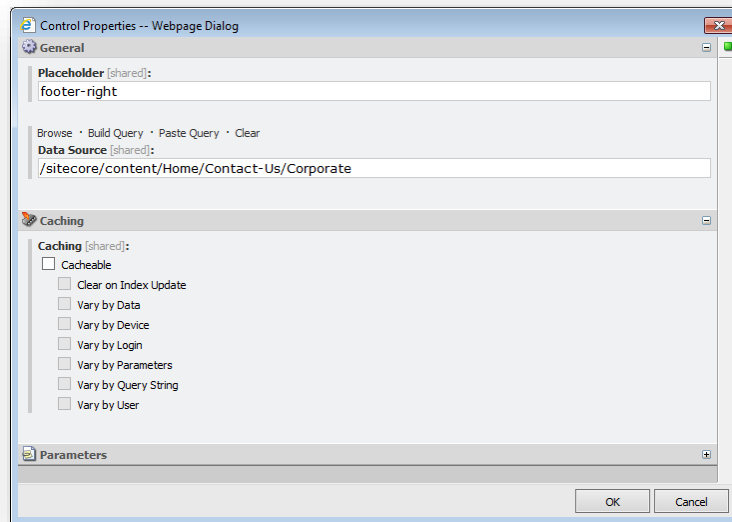 Control Properties -- Webpage Dialog
General
Placeholder [shared]:
footer-right
Browse · Build Query · Paste Query · Clear
Data Source [shared]:
/sitecore/content/Home/Contact-Us/Corporate
Caching
Caching [shared]:
Cacheable
Clear on Index Update
Vary by Data
Vary by Device
Vary by Login
Vary by Parameters
Vary by Query String
Vary by User
Parameters
OK Cancel